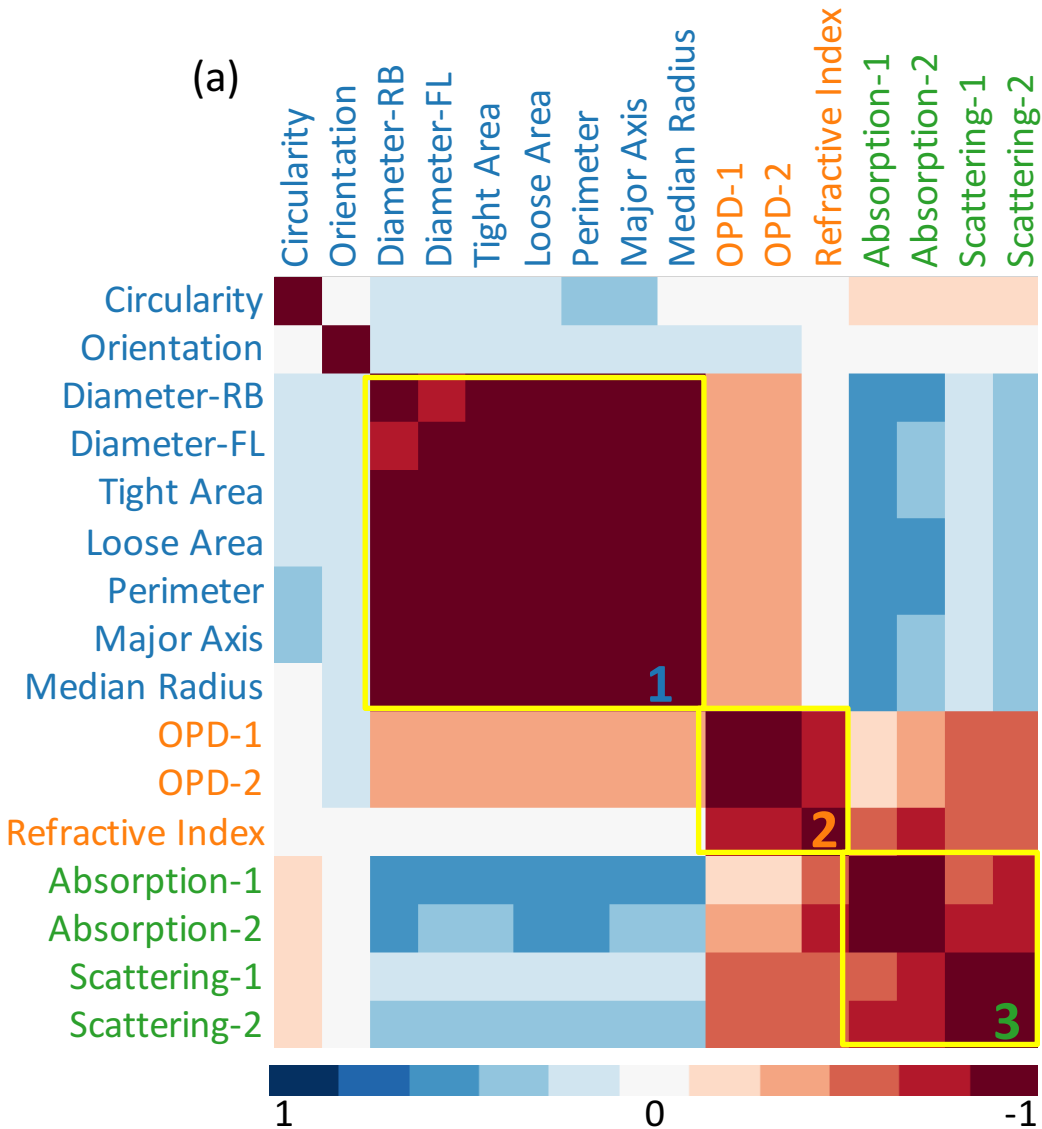 (a)
Circularity
Orientation
Diameter-RB
Diameter-FL
Tight Area
Loose Area
Perimeter
Major Axis
Median Radius
OPD-1
OPD-2
Refractive Index
Absorption-1
Absorption-2
Scattering-1
Scattering-2
Circularity
Orientation
Diameter-RB
Diameter-FL
Tight Area
Loose Area
Perimeter
Major Axis
Median Radius
1
OPD-1
OPD-2
Refractive Index
2
Absorption-1
Absorption-2
Scattering-1
Scattering-2
3
1 0 -1